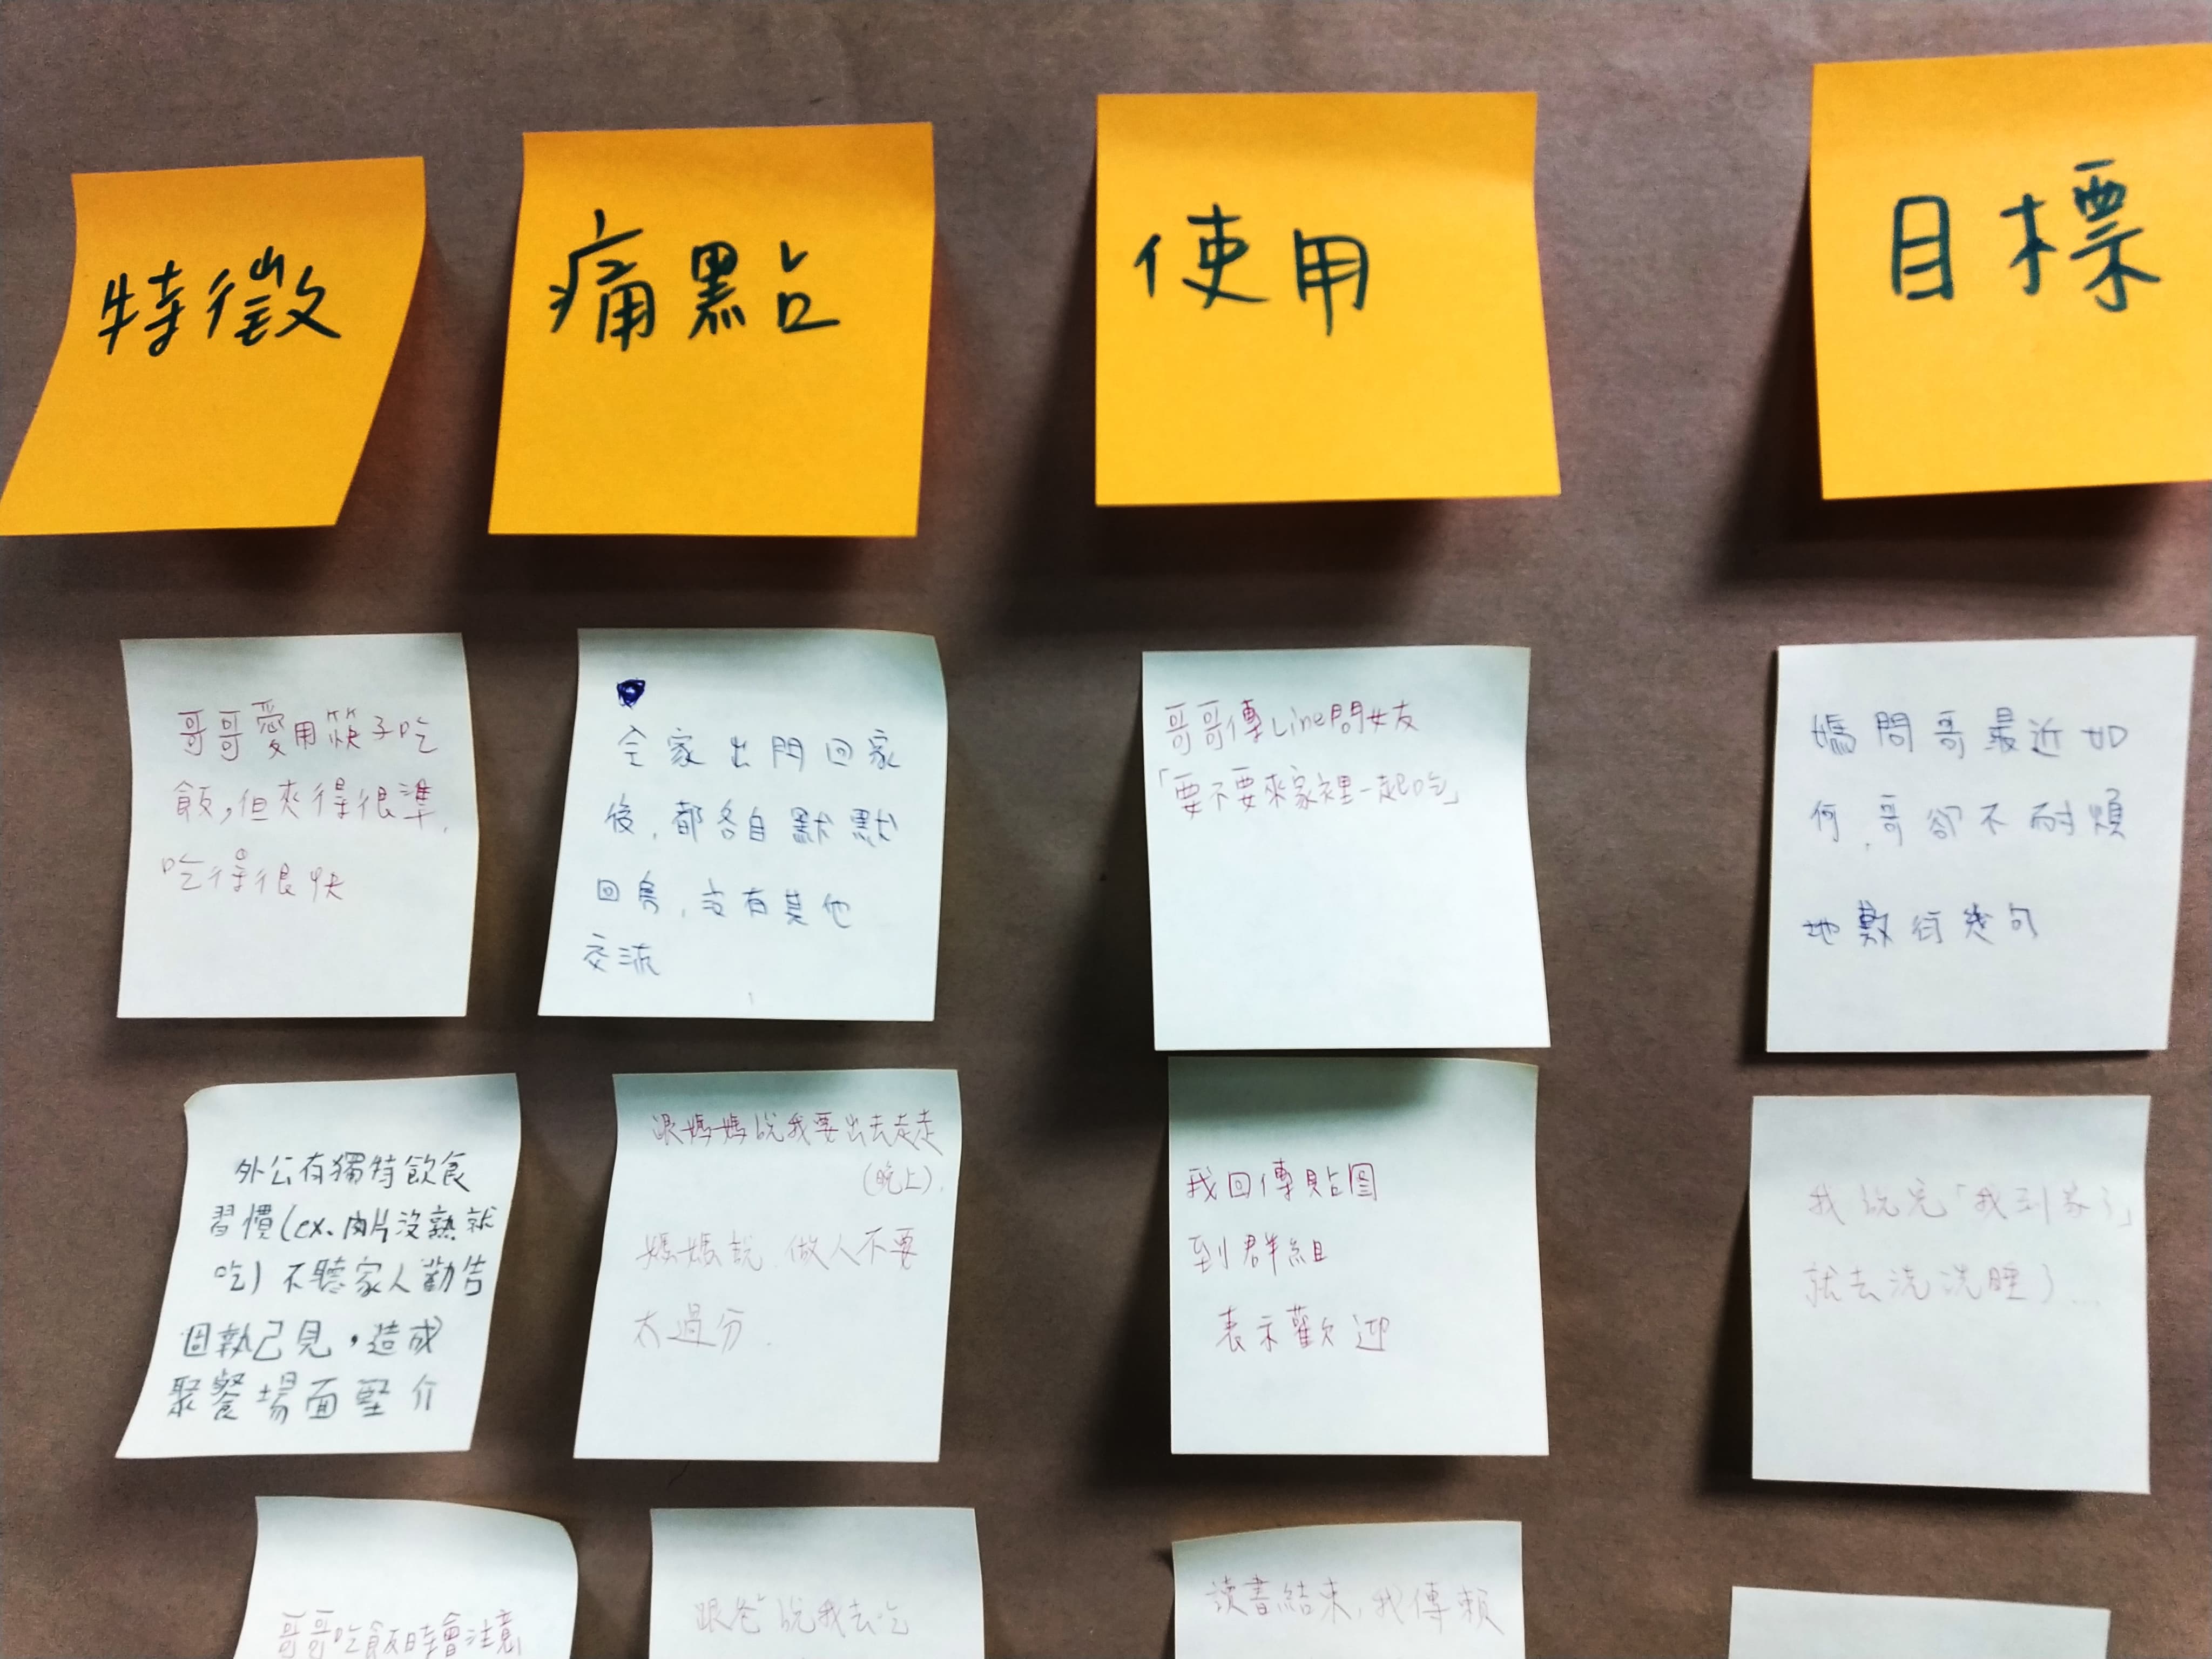 特徵
痛點
使用
目標
哥哥愛用筷子吃
飯,但夾得很準,
吃得很快
全家出門回家
後,都各自默默
回房,沒有其他
交流
哥哥傳Line問女友
「要不要來家裡一起吃」
媽問哥最近如
何,哥卻不耐煩
地敷衍幾句
外公有獨特飲食
習慣(ex.肉片沒熟就
吃)不聽家人勸告
固執己見,造成
聚餐場面堅介
跟媽媽說我要出去走走
(晚上).
媽媽說 做人不要
太過分.
我回傳貼圖
到群組
表示歡迎
我說完「我到家了」
就去洗洗睡了...
哥哥吃飯時會注意
跟爸說我去吃
讀書結束,我傳賴